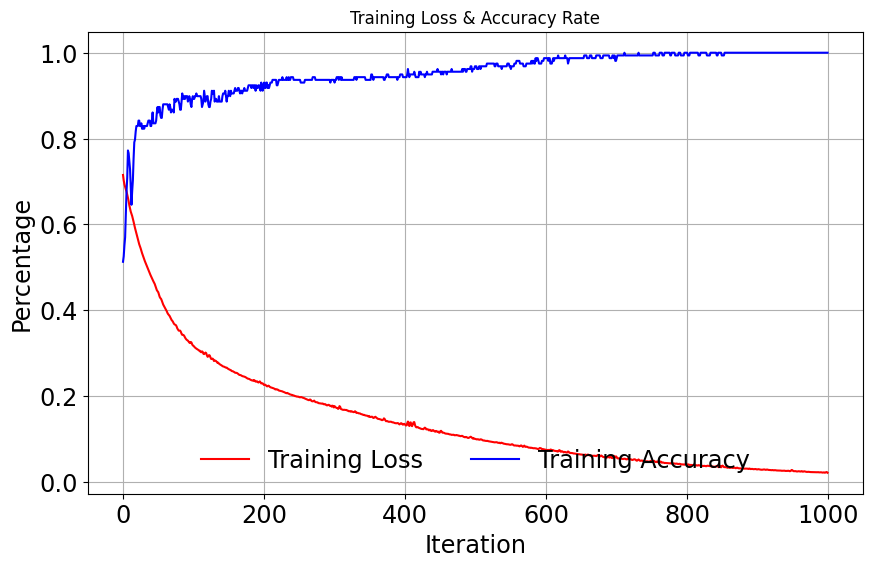 Training Loss & Accuracy Rate
1.0
0.8
0.6
0.4
0.2
0.0
Percentage
Training Loss
Training Accuracy
0 200 400 600 800 1000
Iteration